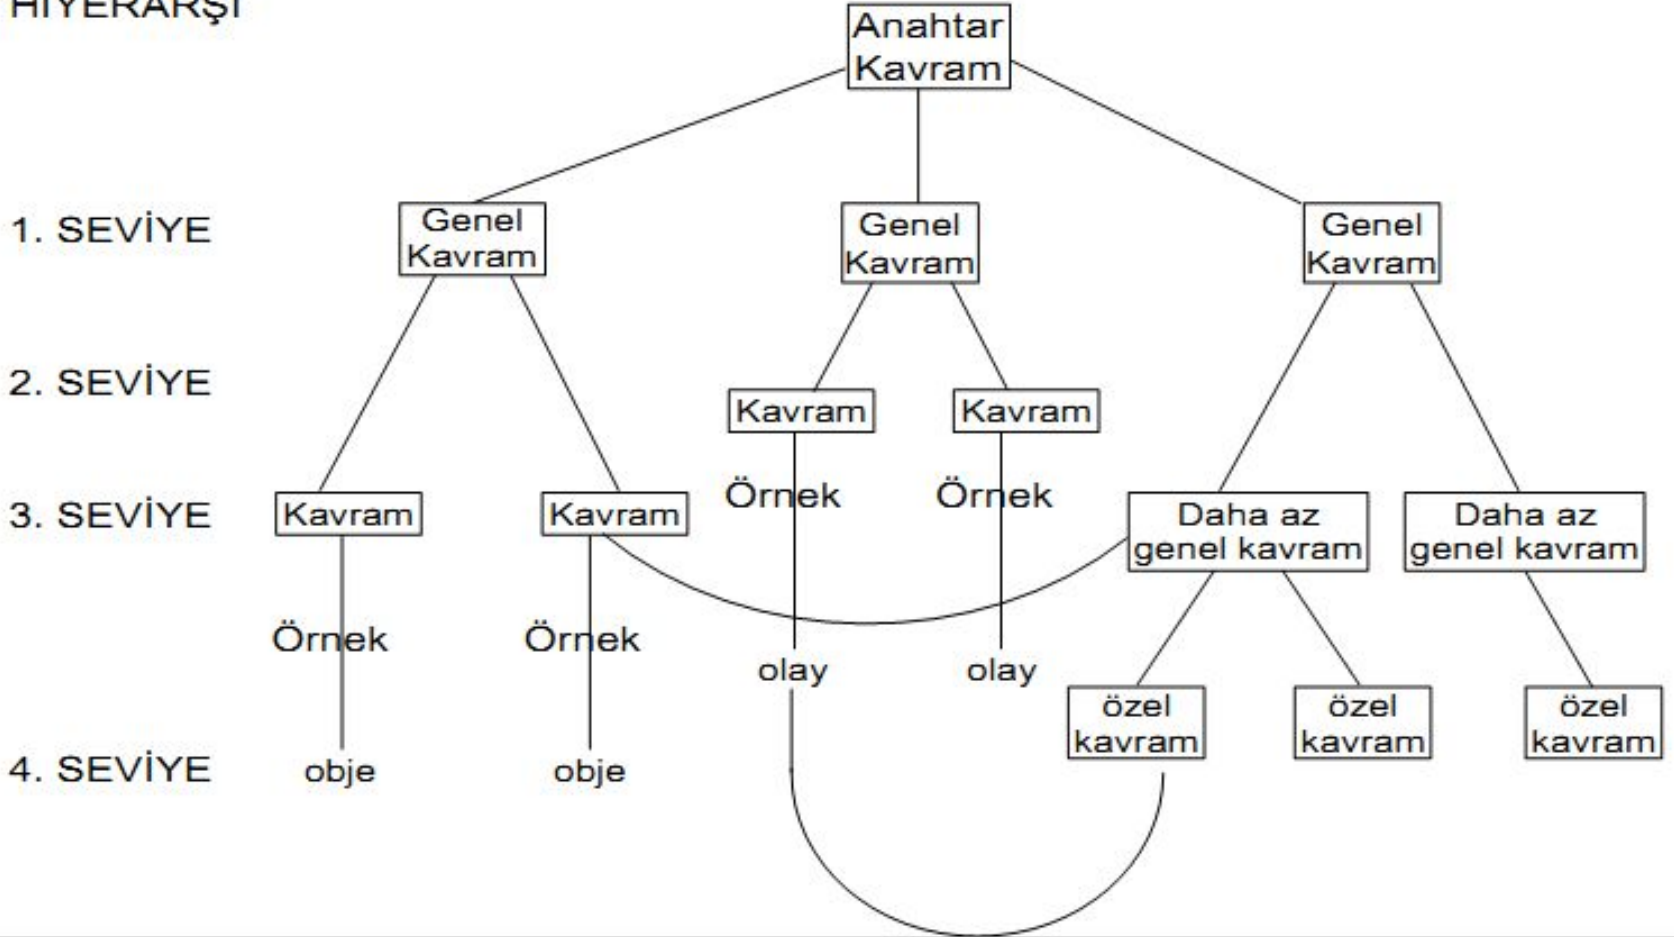 HİYERARŞİ
Anahtar
Kavram
1. SEVİYE
Genel
Kavram
Genel
Kavram
Genel
Kavram
2. SEVİYE
Kavram
Kavram
Örnek
Örnek
3. SEVİYE
Kavram
Kavram
Daha az
genel kavram
Daha az
genel kavram
Örnek
Örnek
olay
olay
özel
kavram
özel
kavram
özel
kavram
4. SEVİYE
obje
obje